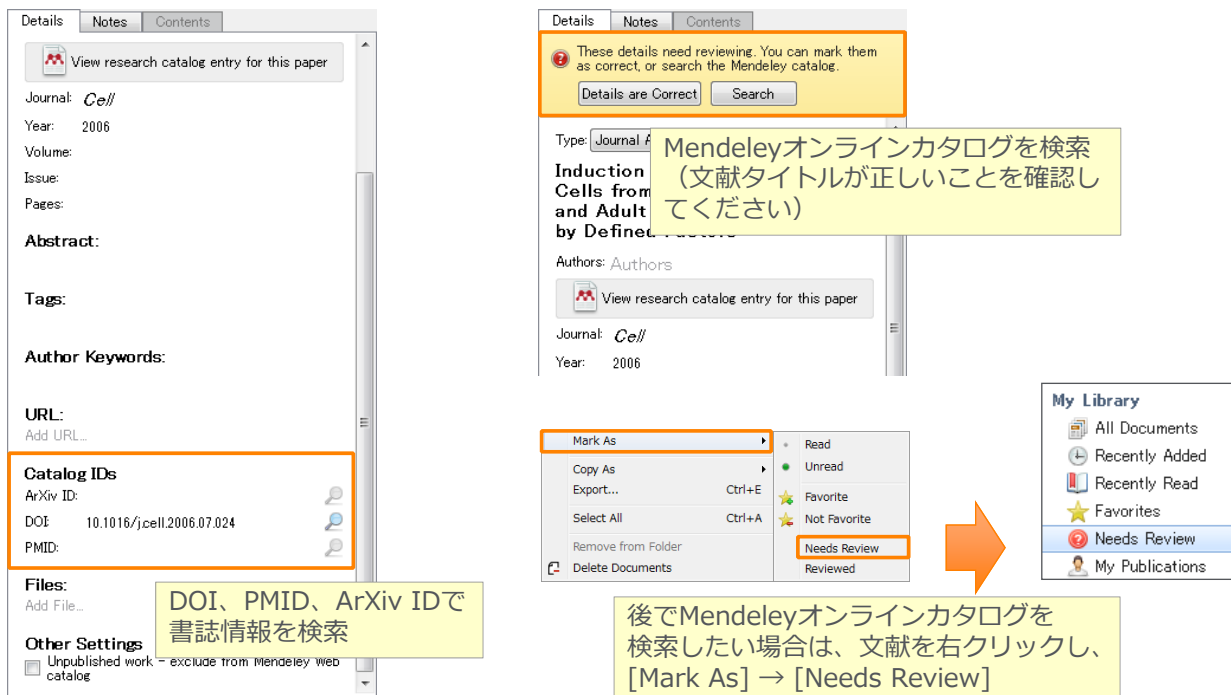 Details Notes Contents
View research catalog entry for this paper
Journal: Cell
Year: 2006
Volume:
Issue:
Pages:
Abstract:
Tags:
Author Keywords:
URL:
Add URL...
Catalog IDs
ArXiv ID:
DOI: 10.1016/j.cell.2006.07.024
PMID:
Files:
Add File...
Other Settings
Unpublished work - exclude from Mendeley Web
catalog
DOI、PMID、ArXiv IDで
書誌情報を検索
Details Notes Contents
These details need reviewing. You can mark them
as correct, or search the Mendeley catalog.
Details are Correct Search
Type: Journal
Induction
Cells from
and Adult
by Defined
Authors: Authors
View research catalog entry for this paper
Journal: Cell
Year: 2006
Mendeleyオンラインカタログを検索
（文献タイトルが正しいことを確認し
てください）
Mark As
Copy As
Export... Ctrl+E
Select All Ctrl+A
Remove from Folder
Delete Documents
Read
Unread
Favorite
Not Favorite
Needs Review
Reviewed
My Library
All Documents
Recently Added
Recently Read
Favorites
Needs Review
My Publications
後でMendeleyオンラインカタログを
検索したい場合は、文献を右クリックし、
[Mark As] → [Needs Review]